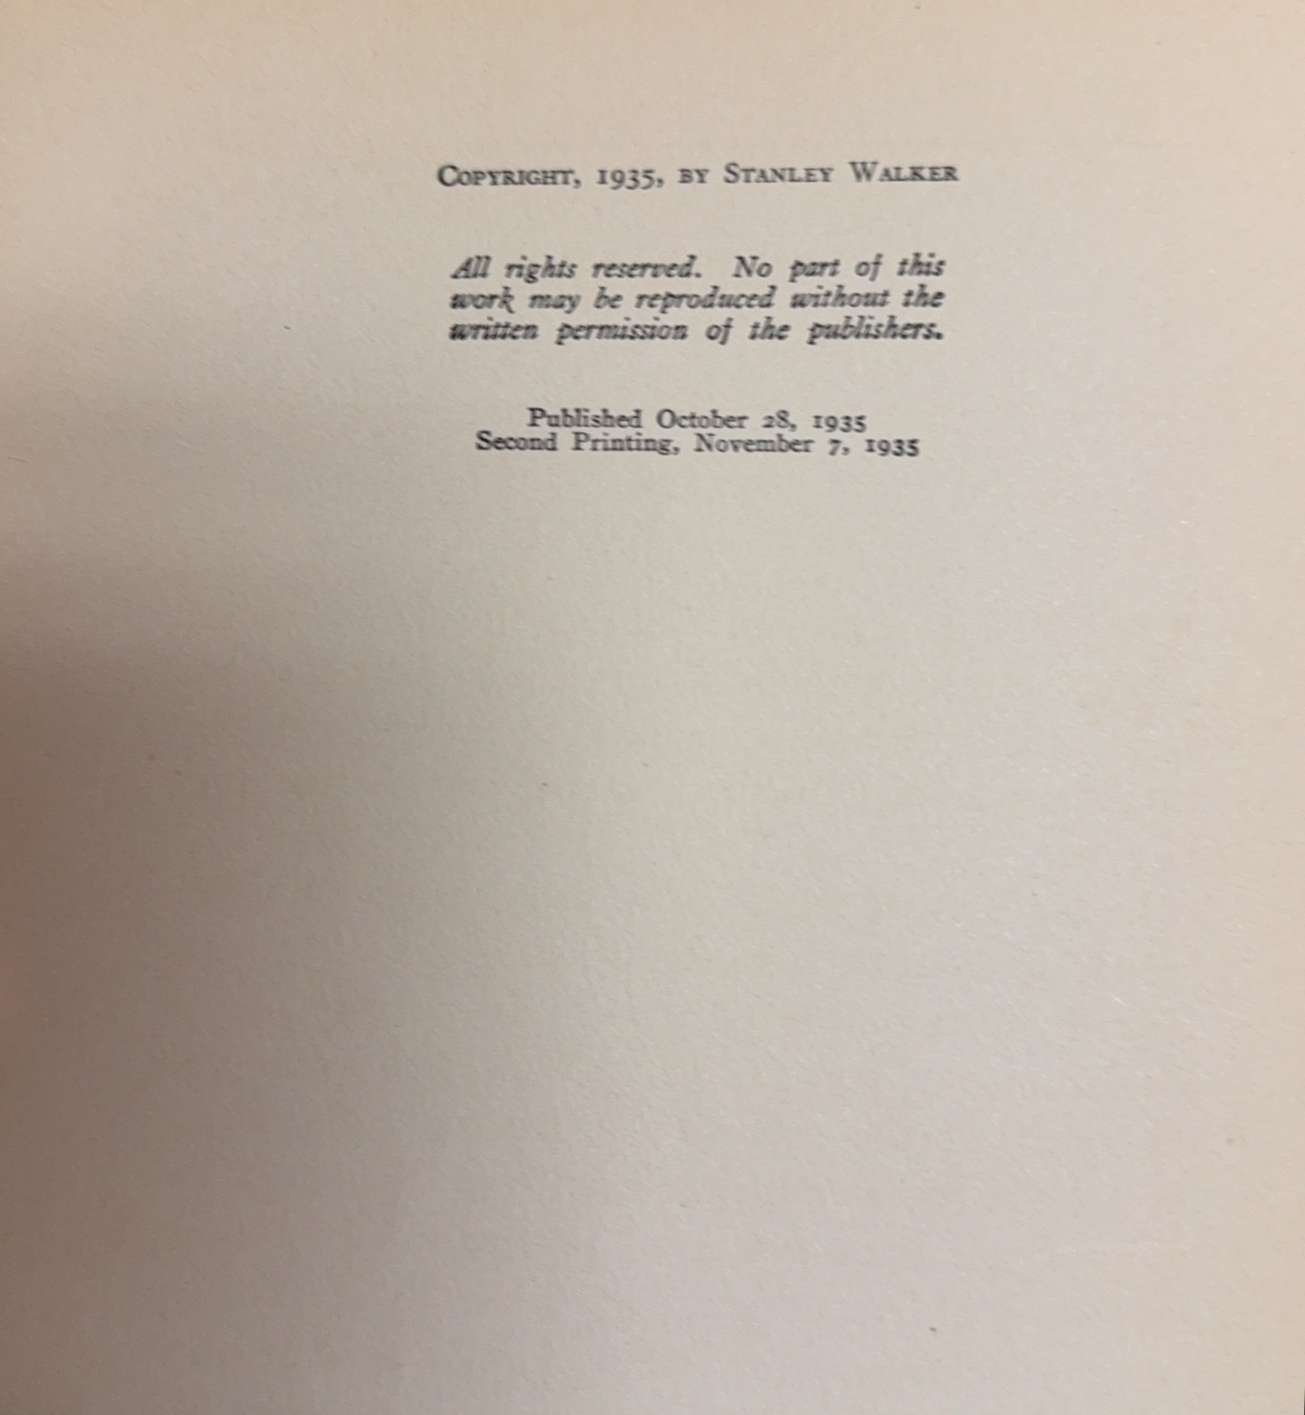 Copyright, 1935, by Stanley Walker
All rights reserved. No part of this
work may be reproduced without the
written permission of the publishers.
Published October 28, 1935
Second Printing, November 7, 1935